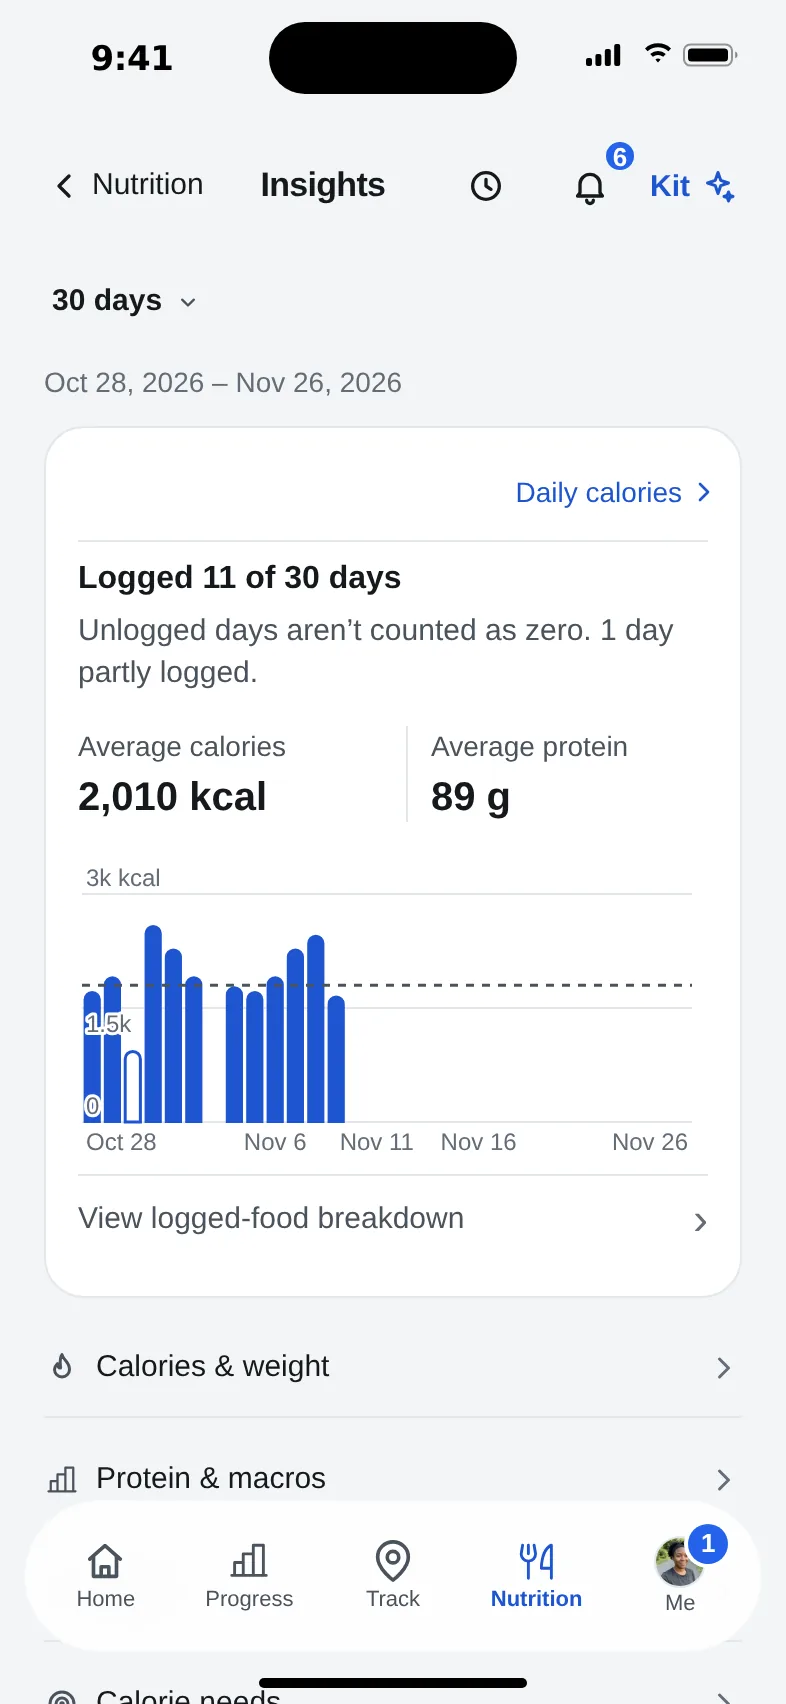 9:41
6
Nutrition Insights Kit
30 days
Oct 28, 2026 – Nov 26, 2026
Daily calories
Logged 11 of 30 days
Unlogged days aren’t counted as zero. 1 day
partly logged.
Average calories Average protein
2,010 kcal 89 g
3k kcal
1.5k
0
Oct 28 Nov 6 Nov 11 Nov 16 Nov 26
View logged-food breakdown
Calories & weight
Protein & macros
1
Home Progress Track Nutrition Me
Calorie needs